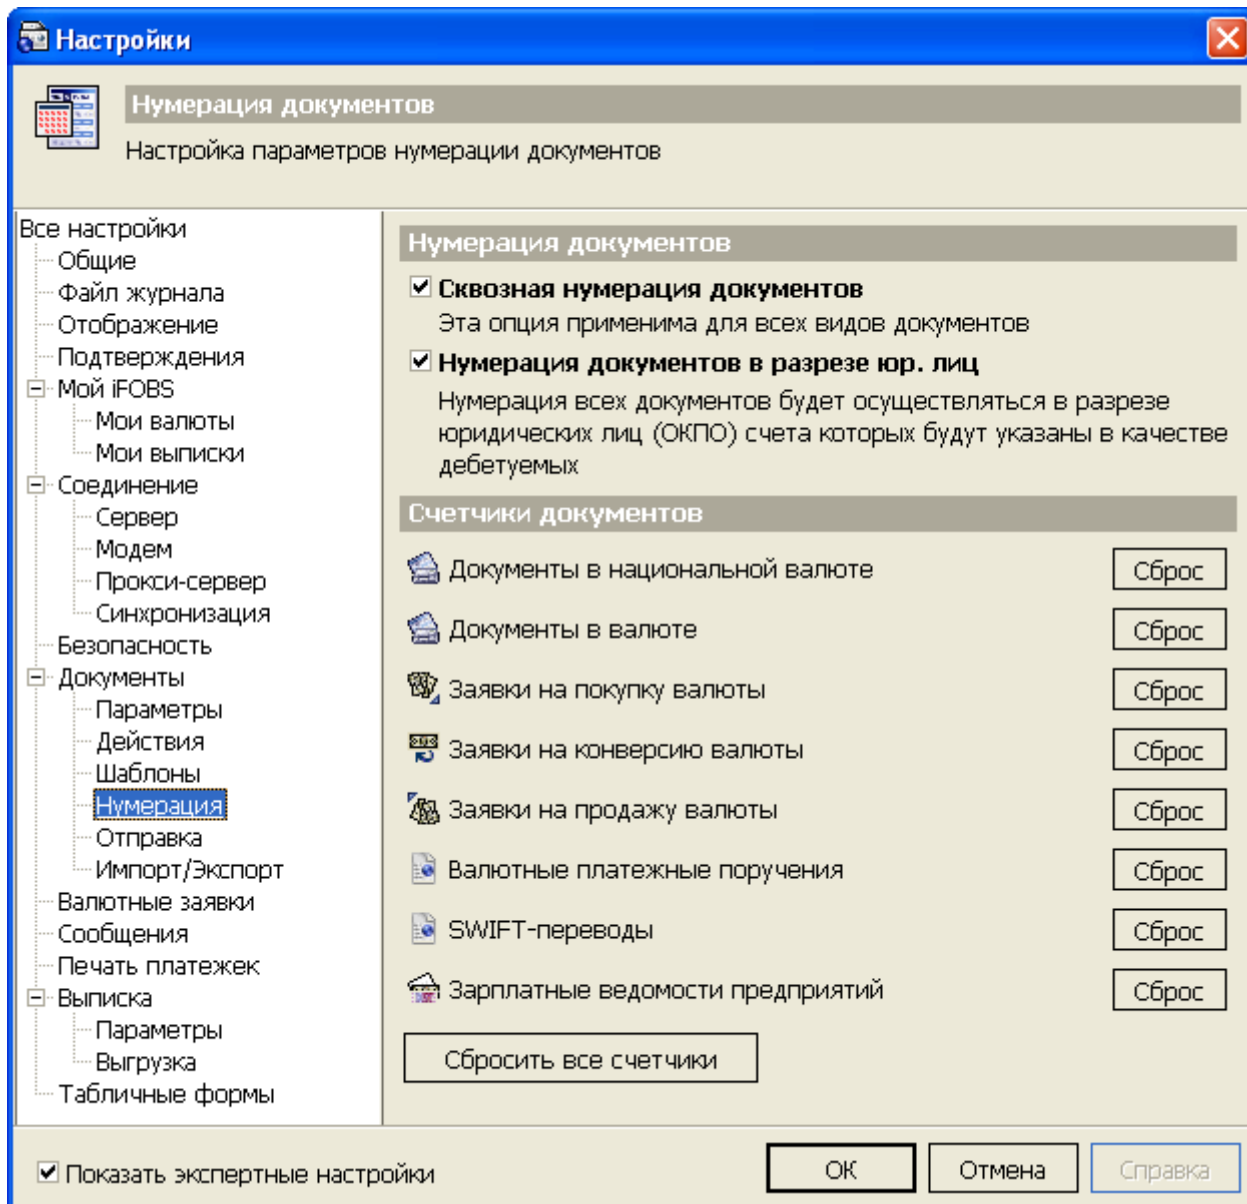 Настройки
Нумерация документов
Настройка параметров нумерации документов
Все настройки
Общие
Файл журнала
Отображение
Подтверждения
Мой iFOBS
Мои валюты
Мои выписки
Соединение
Сервер
Модем
Прокси-сервер
Синхронизация
Безопасность
Документы
Параметры
Действия
Шаблоны
Нумерация
Отправка
Импорт/Экспорт
Валютные заявки
Сообщения
Печать платежек
Выписка
Параметры
Выгрузка
Табличные формы
Нумерация документов
Сквозная нумерация документов
Эта опция применима для всех видов документов
Нумерация документов в разрезе юр. лиц
Нумерация всех документов будет осуществляться в разрезе
юридических лиц (ОКПО) счета которых будут указаны в качестве
дебетуемых
Счетчики документов
Документы в национальной валюте Сброс
Документы в валюте Сброс
Заявки на покупку валюты Сброс
Заявки на конверсию валюты Сброс
Заявки на продажу валюты Сброс
Валютные платежные поручения Сброс
SWIFT-переводы Сброс
Зарплатные ведомости предприятий Сброс
Сбросить все счетчики
Показать экспертные настройки
ОК Отмена Справка